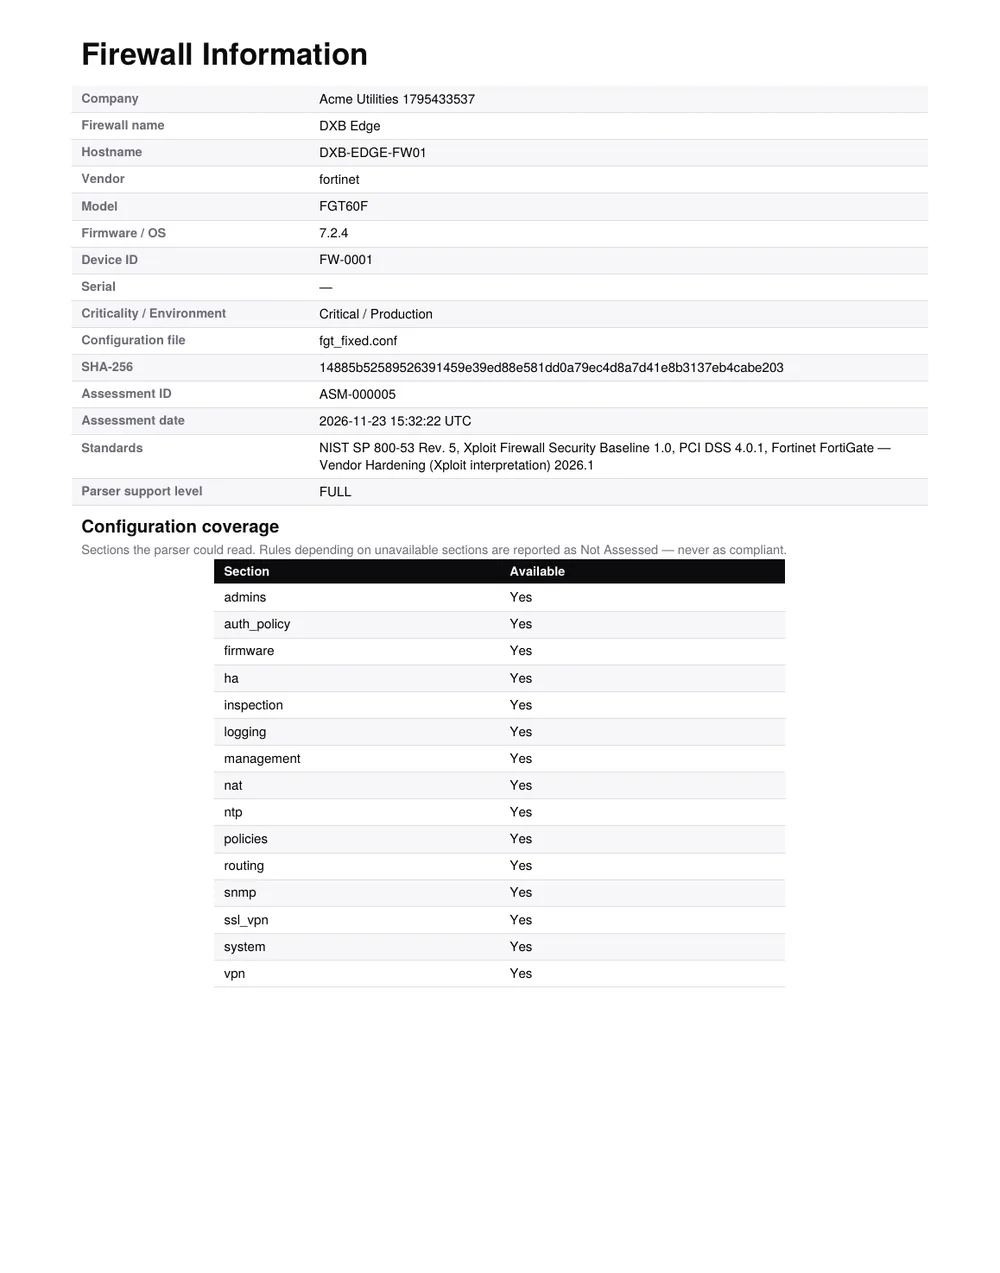 Firewall Information
Company Acme Utilities 1795433537
Firewall name DXB Edge
Hostname DXB-EDGE-FW01
Vendor fortinet
Model FGT60F
Firmware / OS 7.2.4
Device ID FW-0001
Serial —
Criticality / Environment Critical / Production
Configuration file fgt_fixed.conf
SHA-256 14885b52589526391459e39ed88e581dd0a79ec4d8a7d41e8b3137eb4cabe203
Assessment ID ASM-000005
Assessment date 2026-11-23 15:32:22 UTC
Standards NIST SP 800-53 Rev. 5, Xploit Firewall Security Baseline 1.0, PCI DSS 4.0.1, Fortinet FortiGate —
Vendor Hardening (Xploit interpretation) 2026.1
Parser support level FULL
Configuration coverage
Sections the parser could read. Rules depending on unavailable sections are reported as Not Assessed — never as compliant.
Section Available
admins Yes
auth_policy Yes
firmware Yes
ha Yes
inspection Yes
logging Yes
management Yes
nat Yes
ntp Yes
policies Yes
routing Yes
snmp Yes
ssl_vpn Yes
system Yes
vpn Yes